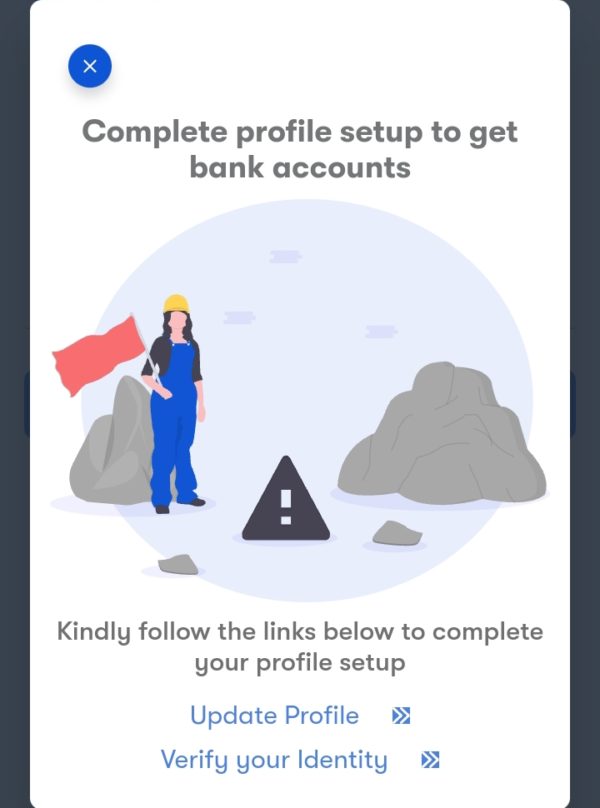 Complete profile setup to get
bank accounts
Kindly follow the links below to complete
your profile setup
Update Profile
Verify your Identity